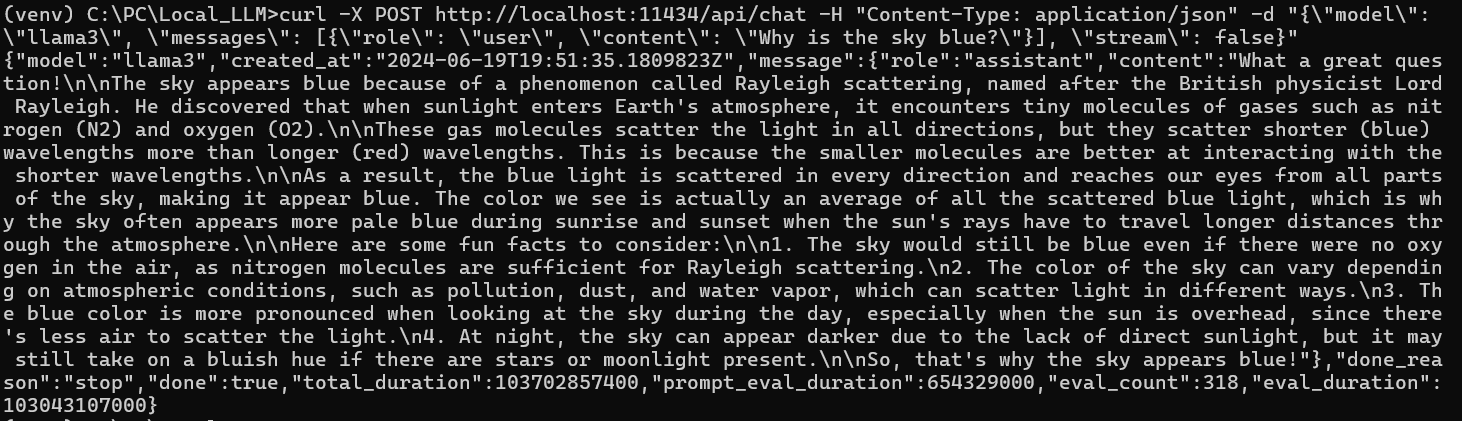 (venv) C:\PC\Local_LLM>curl -X POST http://localhost:11434/api/chat -H "Content-Type: application/json" -d "{\"model\":
\"llama3\", \"messages\": [{\"role\": \"user\", \"content\": \"Why is the sky blue?\"}], \"stream\": false}"
{"model":"llama3","created_at":"2024-06-19T19:51:35.1809823Z","message":{"role":"assistant","content":"What a great ques
tion!\n\nThe sky appears blue because of a phenomenon called Rayleigh scattering, named after the British physicist Lord
 Rayleigh. He discovered that when sunlight enters Earth's atmosphere, it encounters tiny molecules of gases such as nit
rogen (N2) and oxygen (O2).\n\nThese gas molecules scatter the light in all directions, but they scatter shorter (blue)
wavelengths more than longer (red) wavelengths. This is because the smaller molecules are better at interacting with the
 shorter wavelengths.\n\nAs a result, the blue light is scattered in every direction and reaches our eyes from all parts
 of the sky, making it appear blue. The color we see is actually an average of all the scattered blue light, which is wh
y the sky often appears more pale blue during sunrise and sunset when the sun's rays have to travel longer distances thr
ough the atmosphere.\n\nHere are some fun facts to consider:\n\n1. The sky would still be blue even if there were no oxy
gen in the air, as nitrogen molecules are sufficient for Rayleigh scattering.\n2. The color of the sky can vary dependin
g on atmospheric conditions, such as pollution, dust, and water vapor, which can scatter light in different ways.\n3. Th
e blue color is more pronounced when looking at the sky during the day, especially when the sun is overhead, since there
's less air to scatter the light.\n4. At night, the sky can appear darker due to the lack of direct sunlight, but it may
 still take on a bluish hue if there are stars or moonlight present.\n\nSo, that's why the sky appears blue!"},"done_rea
son":"stop","done":true,"total_duration":103702857400,"prompt_eval_duration":654329000,"eval_count":318,"eval_duration":
103043107000}